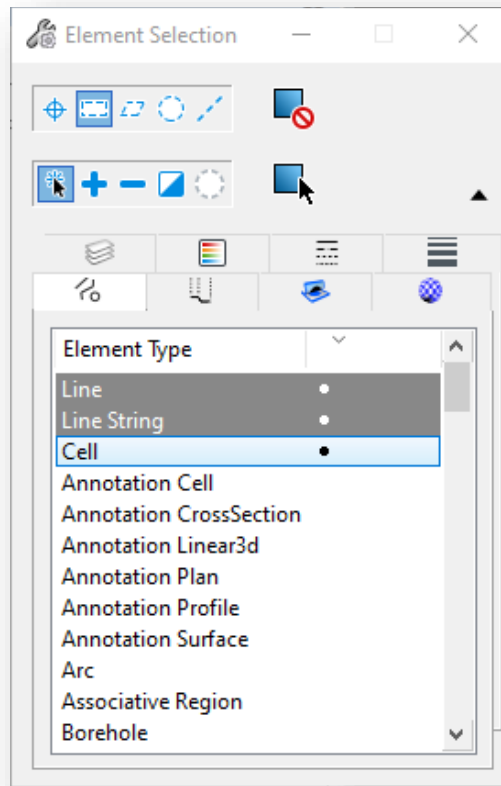 Element Selection
Element Type
Line
Line String
Cell
Annotation Cell
Annotation CrossSection
Annotation Linear3d
Annotation Plan
Annotation Profile
Annotation Surface
Arc
Associative Region
Borehole